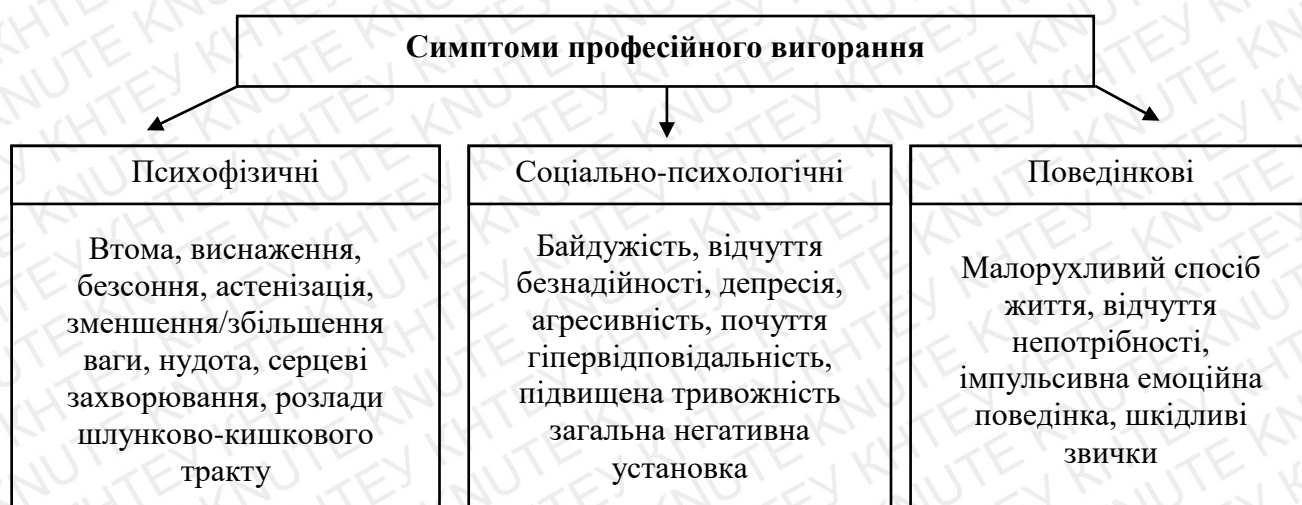 Симптоми професійного вигорання
Психофізичні
Втома, виснаження,
безсоння, астенізація,
зменшення/збільшення
ваги, нудота, серцеві
захворювання, розлади
шлунково-кишкового
тракту
Соціально-психологічні
Байдужість, відчуття
безнадійності, депресія,
агресивність, почуття
гіпервідповідальність,
підвищена тривожність
загальна негативна
установка
Поведінкові
Малорухливий спосіб
життя, відчуття
непотрібності,
імпульсивна емоційна
поведінка, шкідливі
звички